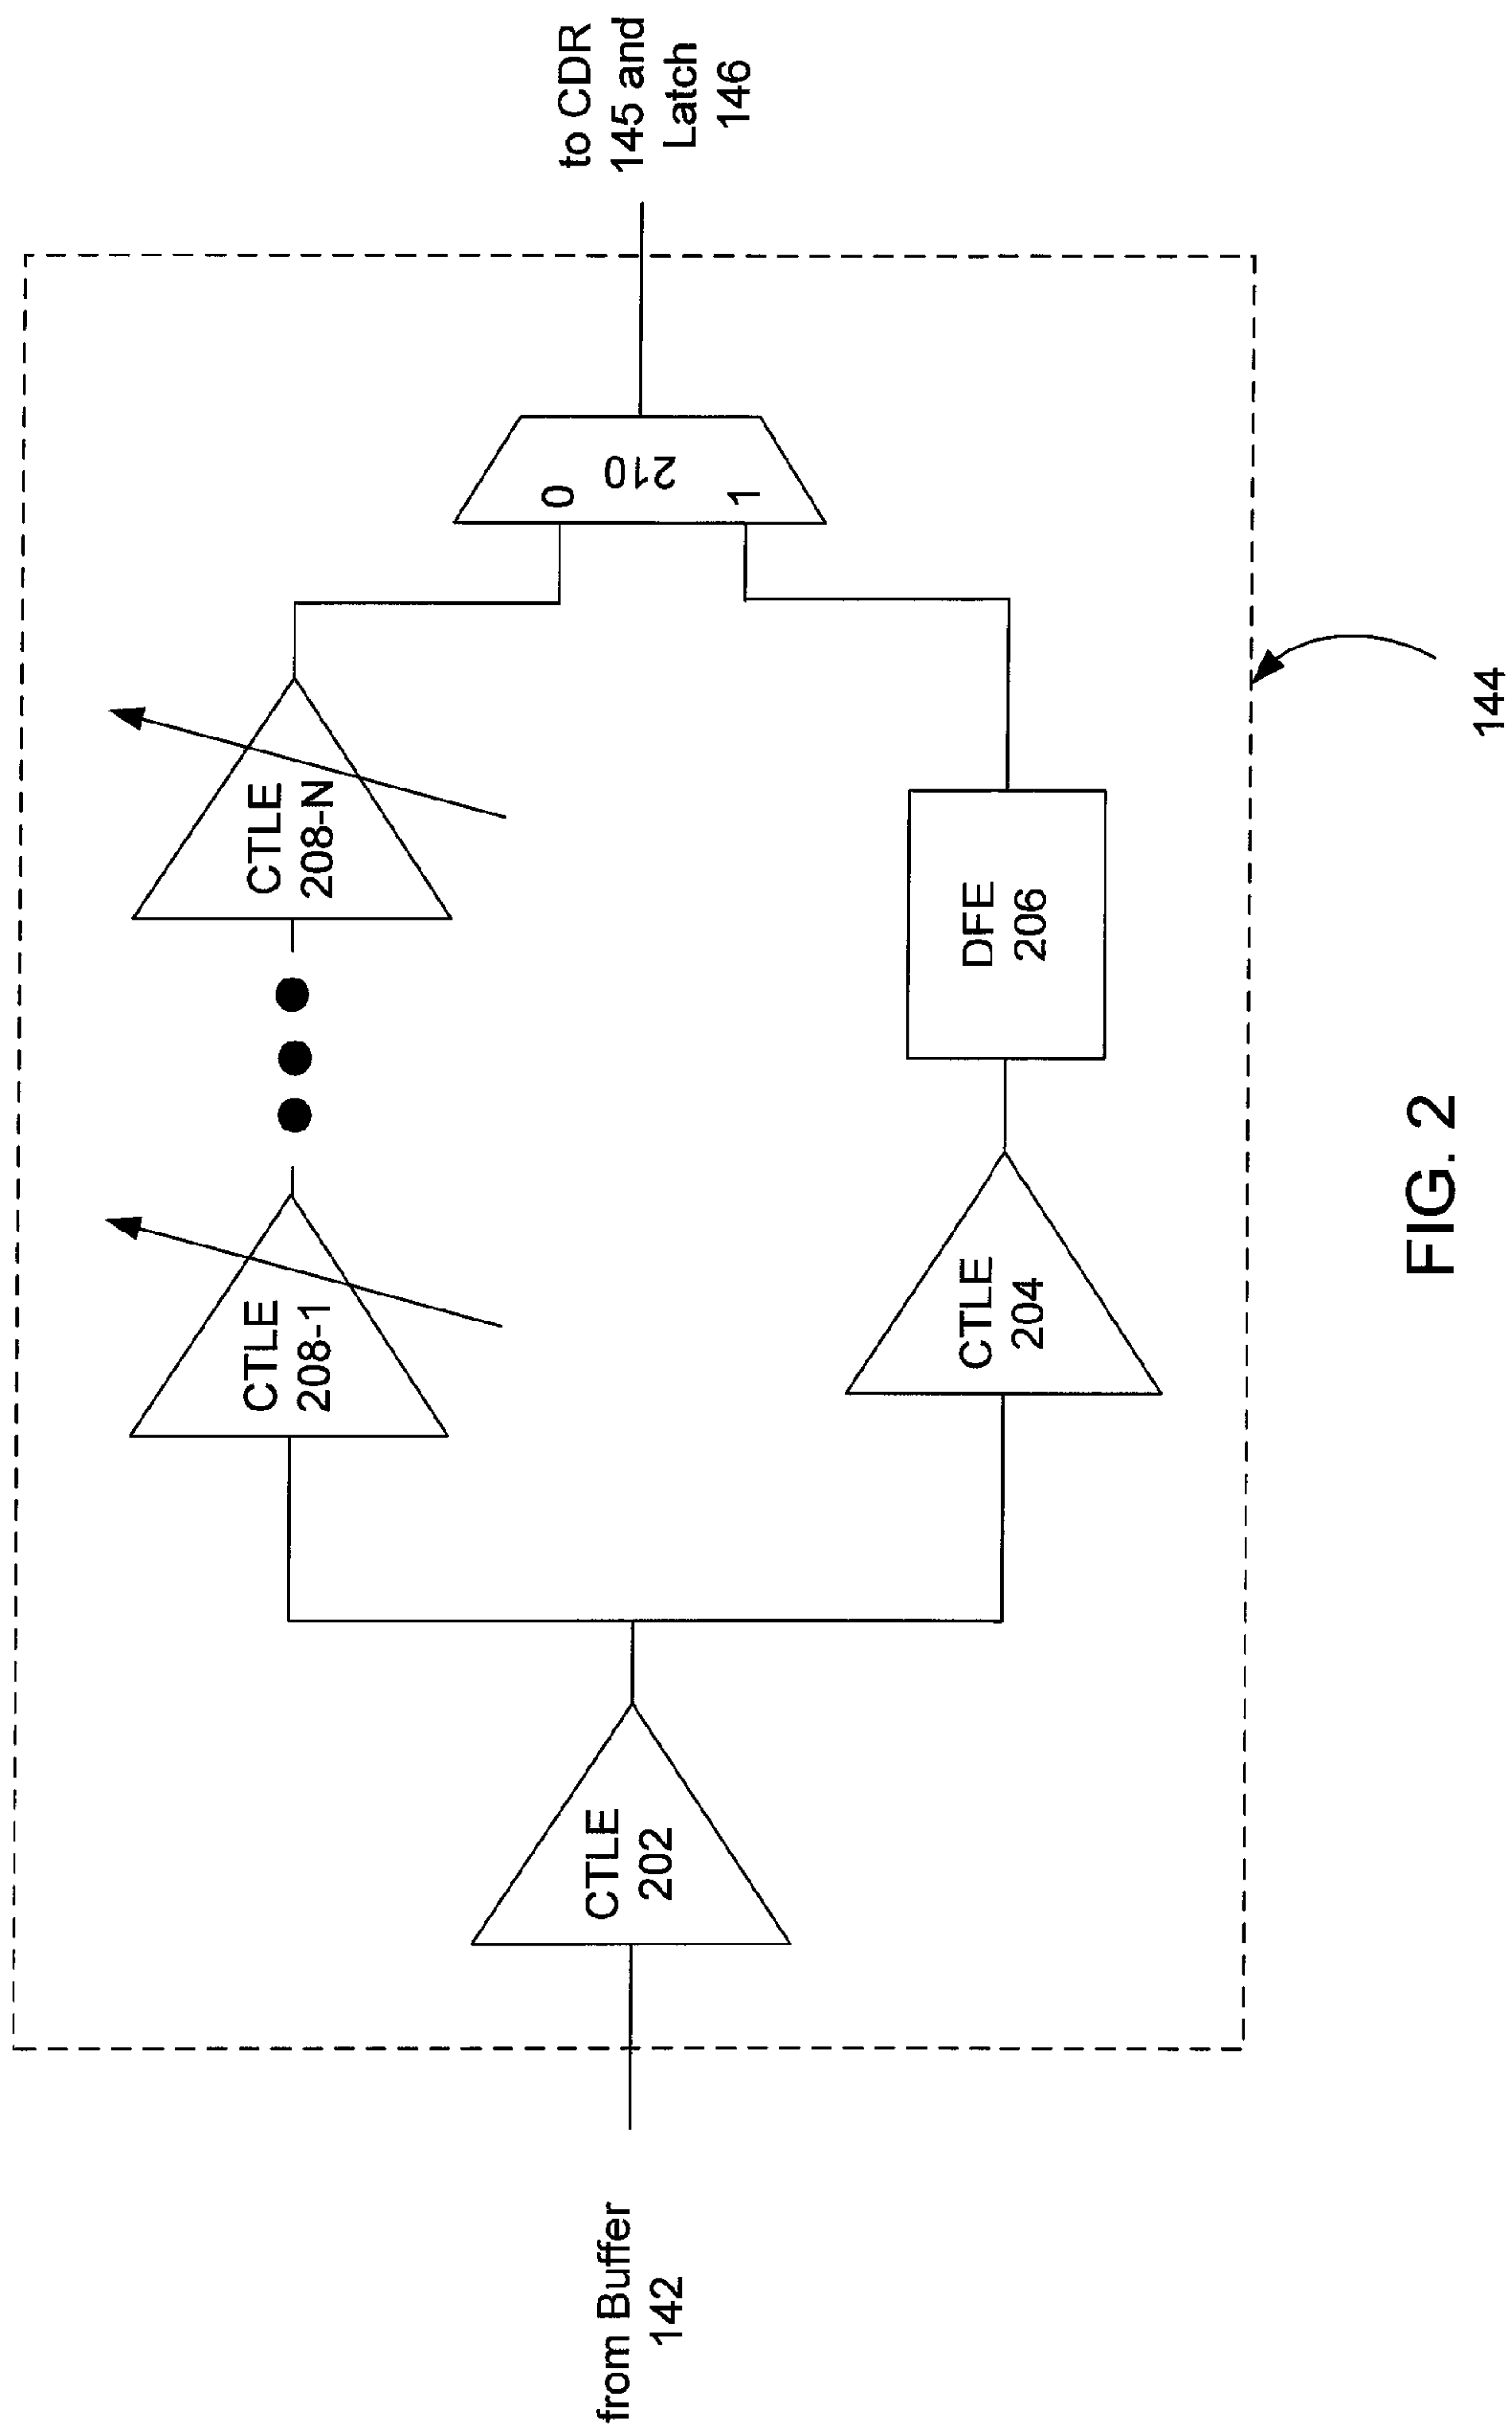 from Buffer
142
CTLE
202
CTLE
208-1
CTLE
208-N
CTLE
204
DFE
206
0
210
1
to CDR
145 and
Latch
146
144
FIG. 2